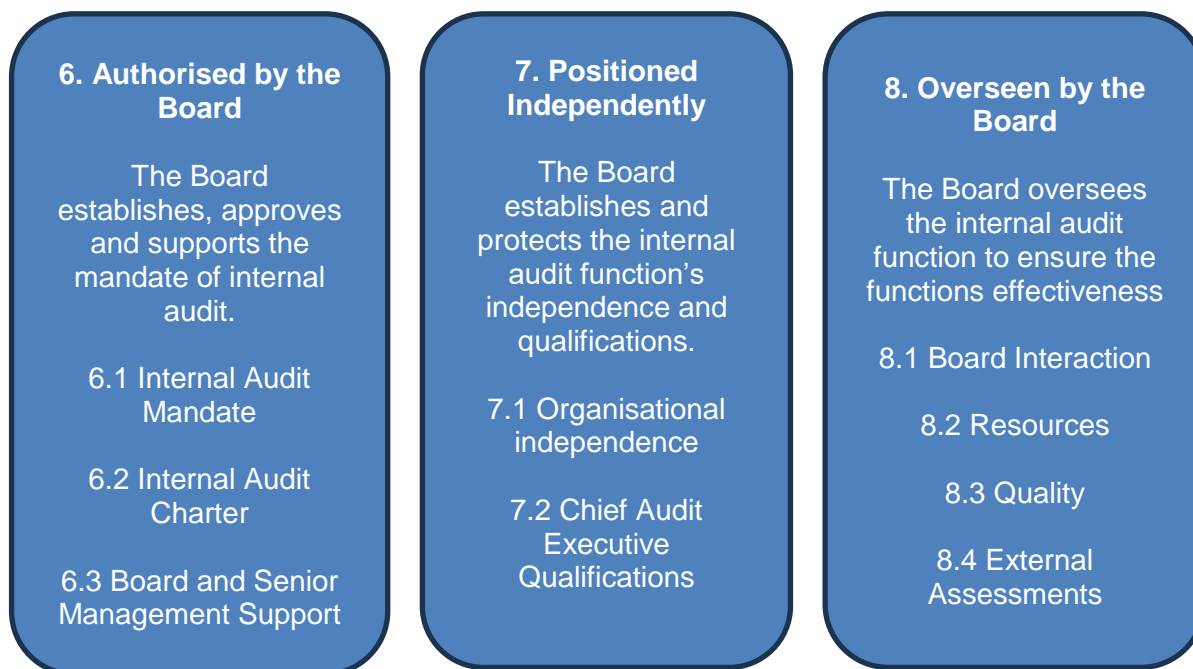 6. Authorised by the
Board
The Board
establishes, approves
and supports the
mandate of internal
audit.
6.1 Internal Audit
Mandate
6.2 Internal Audit
Charter
6.3 Board and Senior
Management Support
7. Positioned
Independently
The Board
establishes and
protects the internal
audit function’s
independence and
qualifications.
7.1 Organisational
independence
7.2 Chief Audit
Executive
Qualifications
8. Overseen by the
Board
The Board oversees
the internal audit
function to ensure the
functions effectiveness
8.1 Board Interaction
8.2 Resources
8.3 Quality
8.4 External
Assessments